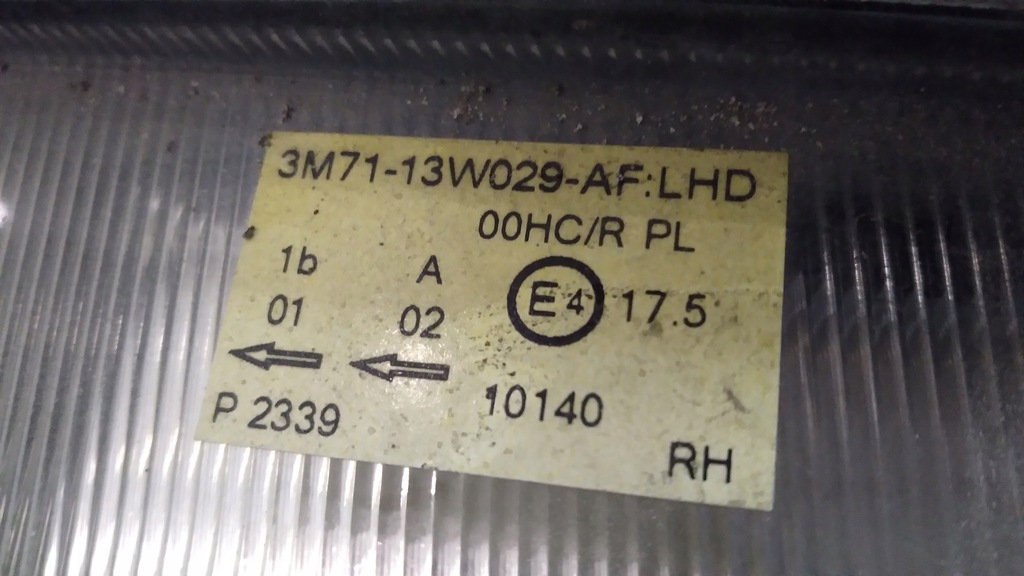 3M71-13W029-AF:LHD
00HC/R PL
1b A E4 17.5
01 02
P 2339 10140
RH